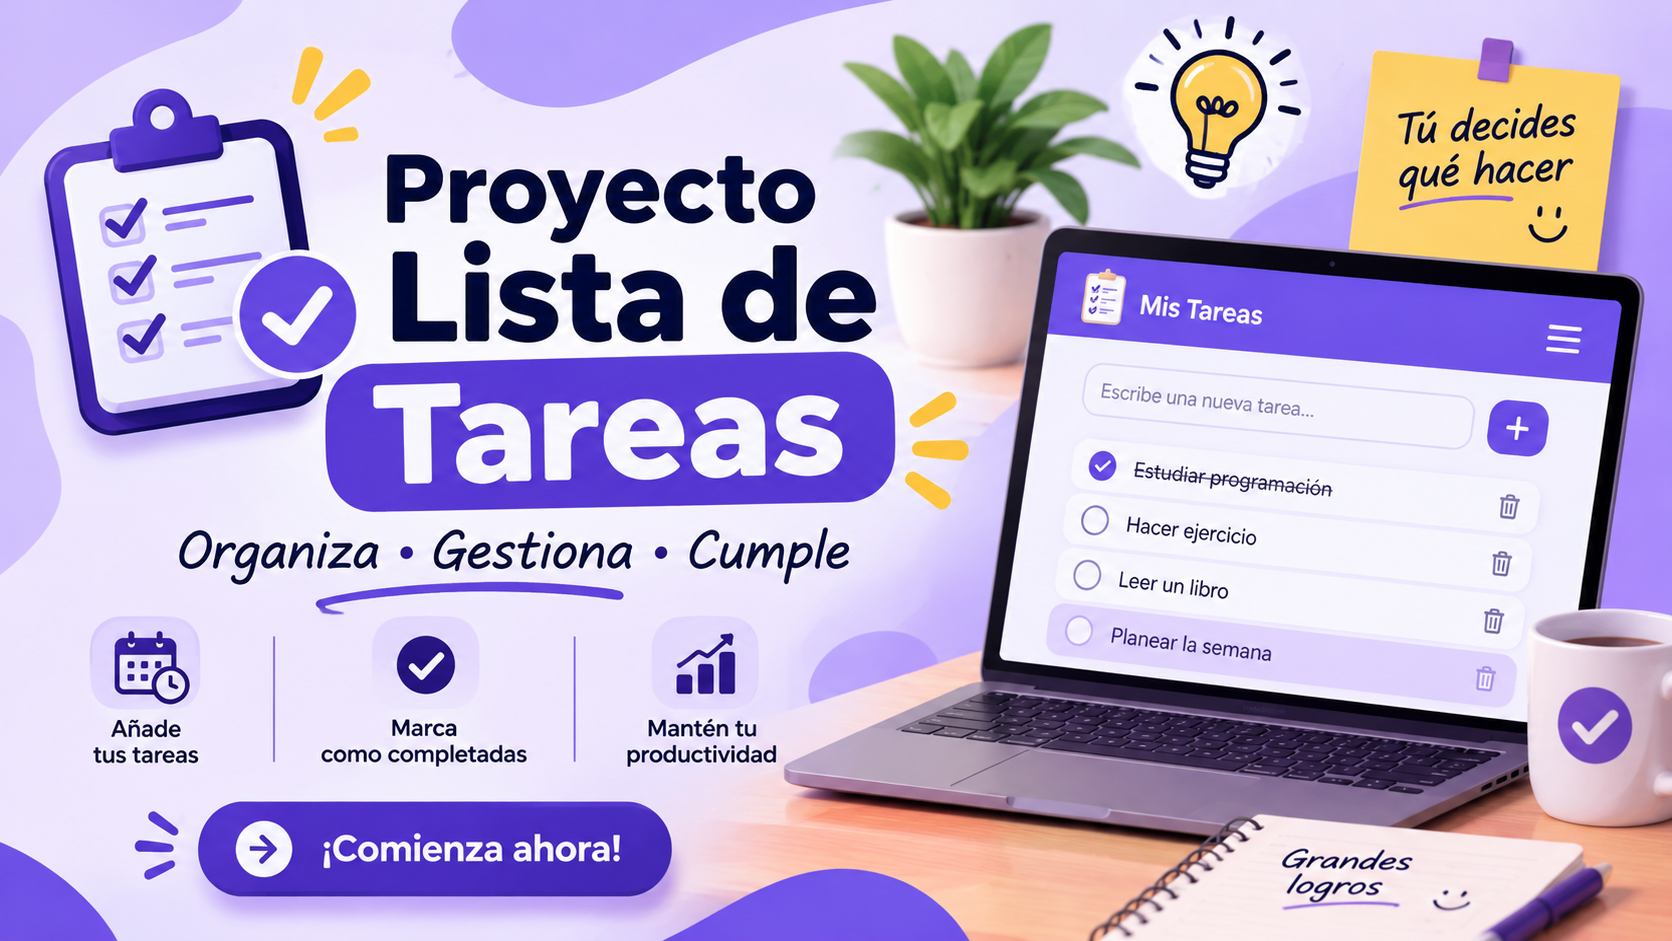 Proyecto
Lista de
Tareas
Organiza • Gestiona • Cumple
Añade
tus tareas
Marca
como completadas
Mantén tu
productividad
¡Comienza ahora!
Tú decides
qué hacer
Mis Tareas
Escribe una nueva tarea...
Estudiar programación
Hacer ejercicio
Leer un libro
Planear la semana
Grandes
logros